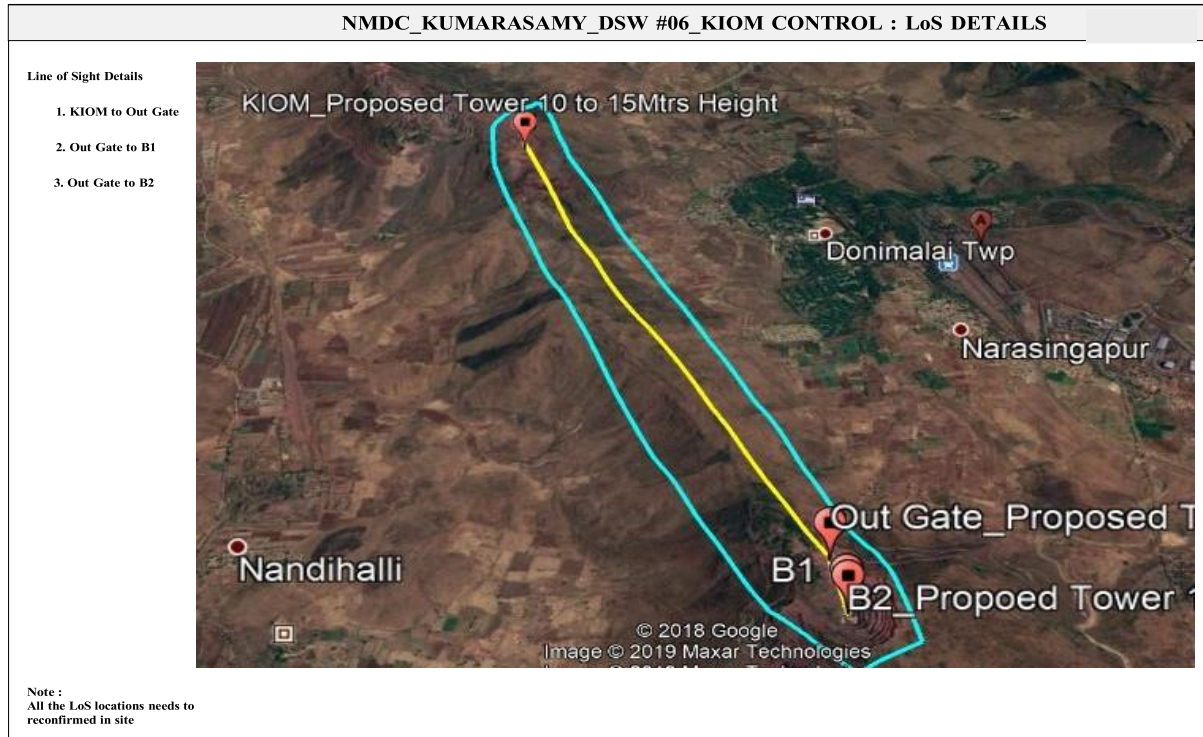 NMDC_KUMARASAMY_DSW #06_KIOM CONTROL : LoS DETAILS
Line of Sight Details
1. KIOM to Out Gate
2. Out Gate to B1
3. Out Gate to B2
KIOM_Proposed Tower 10 to 15Mtrs Height
A
Donimalai Twp
Narasingapur
Out Gate_Proposed T
B1
B2_Propoed Tower 1
Nandihalli
© 2018 Google
Image © 2019 Maxar Technologies
Note :
All the LoS locations needs to
reconfirmed in site